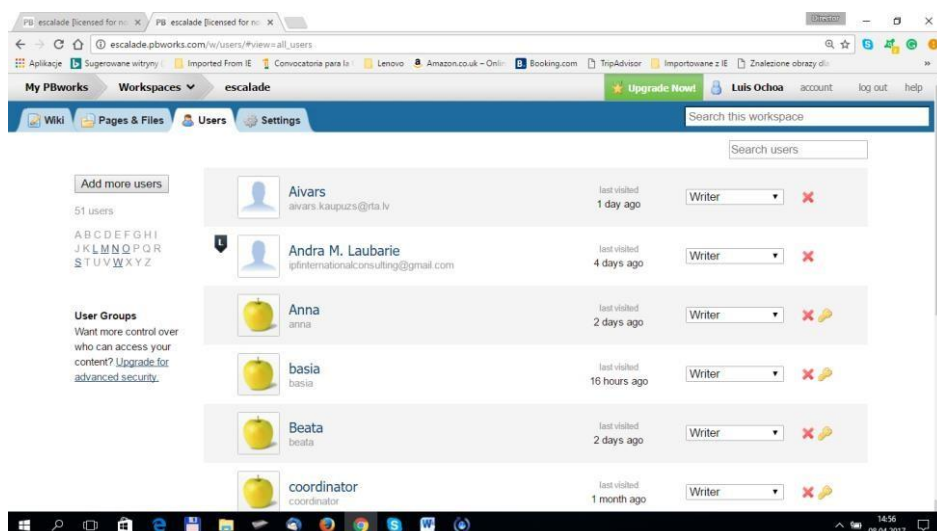 PB escalade [licensed for no X PB escalade [licensed for no X
escalade.pbworks.com/w/users/#view=all_users
Aplikacje Sugerowane witryny Imported From IE Convocatoria para la Lenovo Amazon.co.uk – Onlin B. Booking.com TripAdvisor Importowane z IE Znalezione obrazy dla »
My PBworks Workspaces escalade Upgrade Now! Luis Ochoa account log out help
Wiki Pages & Files Users Settings Search this workspace
Search users
Add more users
51 users
A B C D E F G H I
J K L M N O P Q R
S T U V W X Y Z
User Groups
Want more control over
who can access your
content? Upgrade for
advanced security.
Aivars last visited Writer
aivars.kaupuzs@rta.lv 1 day ago
L Andra M. Laubarie last visited Writer
ipfinternationalconsulting@gmail.com 4 days ago
Anna last visited Writer
anna 2 days ago
basia last visited Writer
basia 16 hours ago
Beata last visited Writer
beata 2 days ago
coordinator last visited Writer
coordinator 1 month ago
14:56
08.04.2017